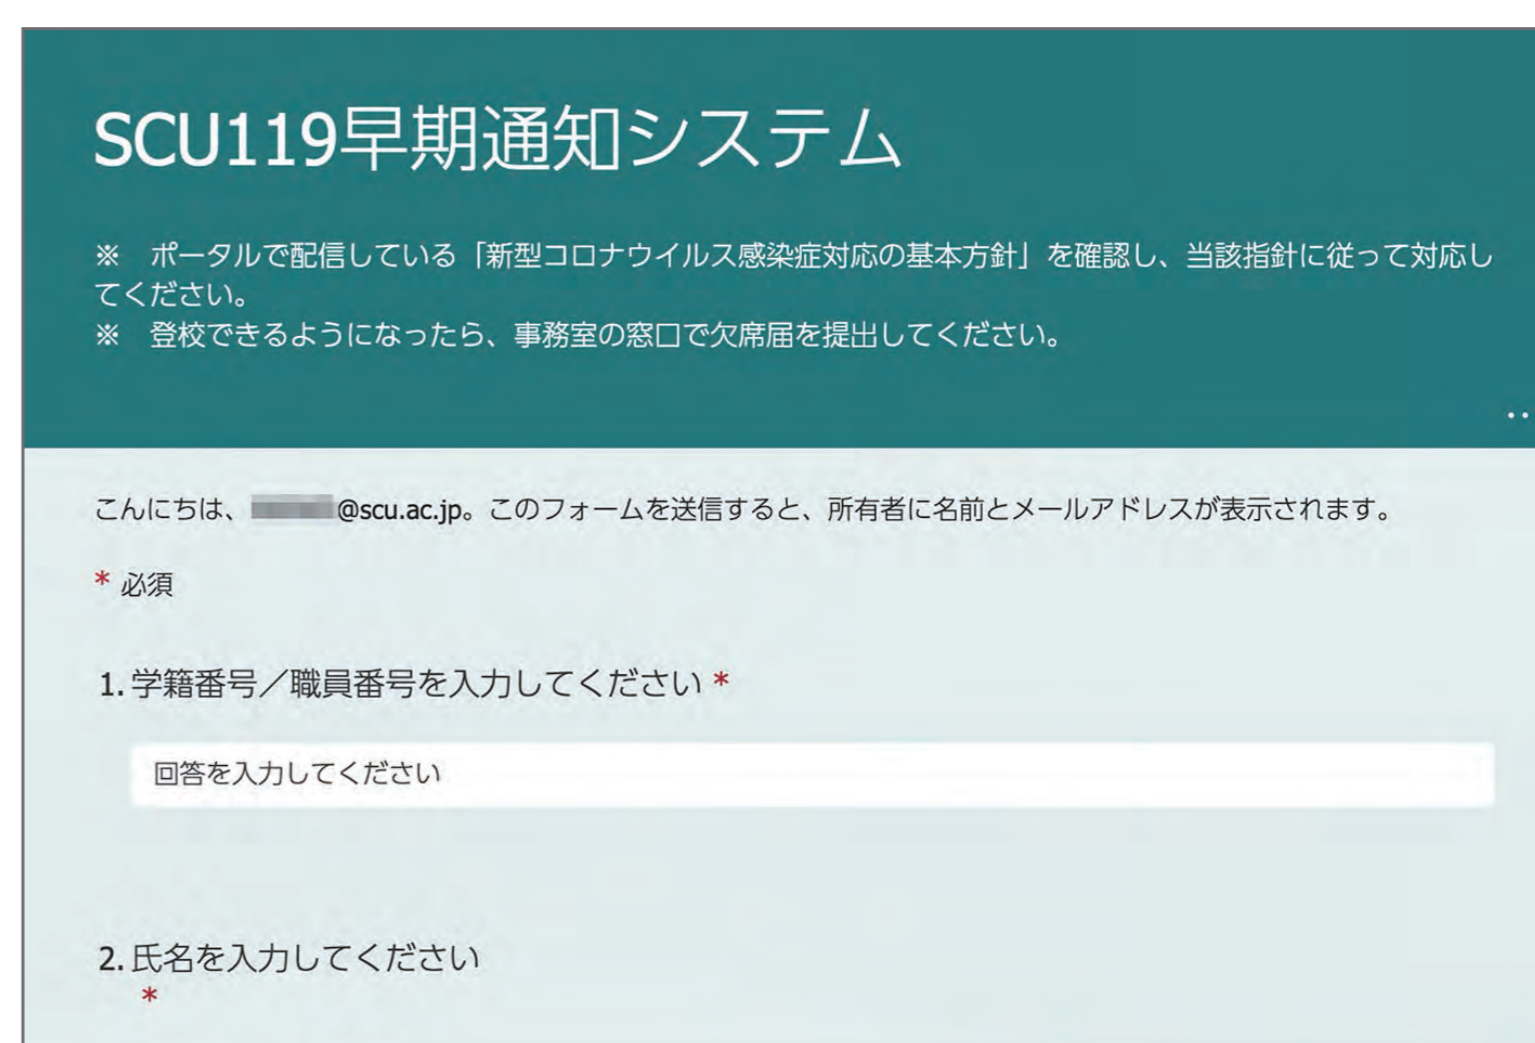 SCU119早期通知システム
※　ポータルで配信している「新型コロナウイルス感染症対応の基本方針」を確認し、当該指針に従って対応し
てください。
※　登校できるようになったら、事務室の窓口で欠席届を提出してください。
こんにちは、 @scu.ac.jp。このフォームを送信すると、所有者に名前とメールアドレスが表示されます。
* 必須
1. 学籍番号／職員番号を入力してください *
回答を入力してください
2. 氏名を入力してください
*